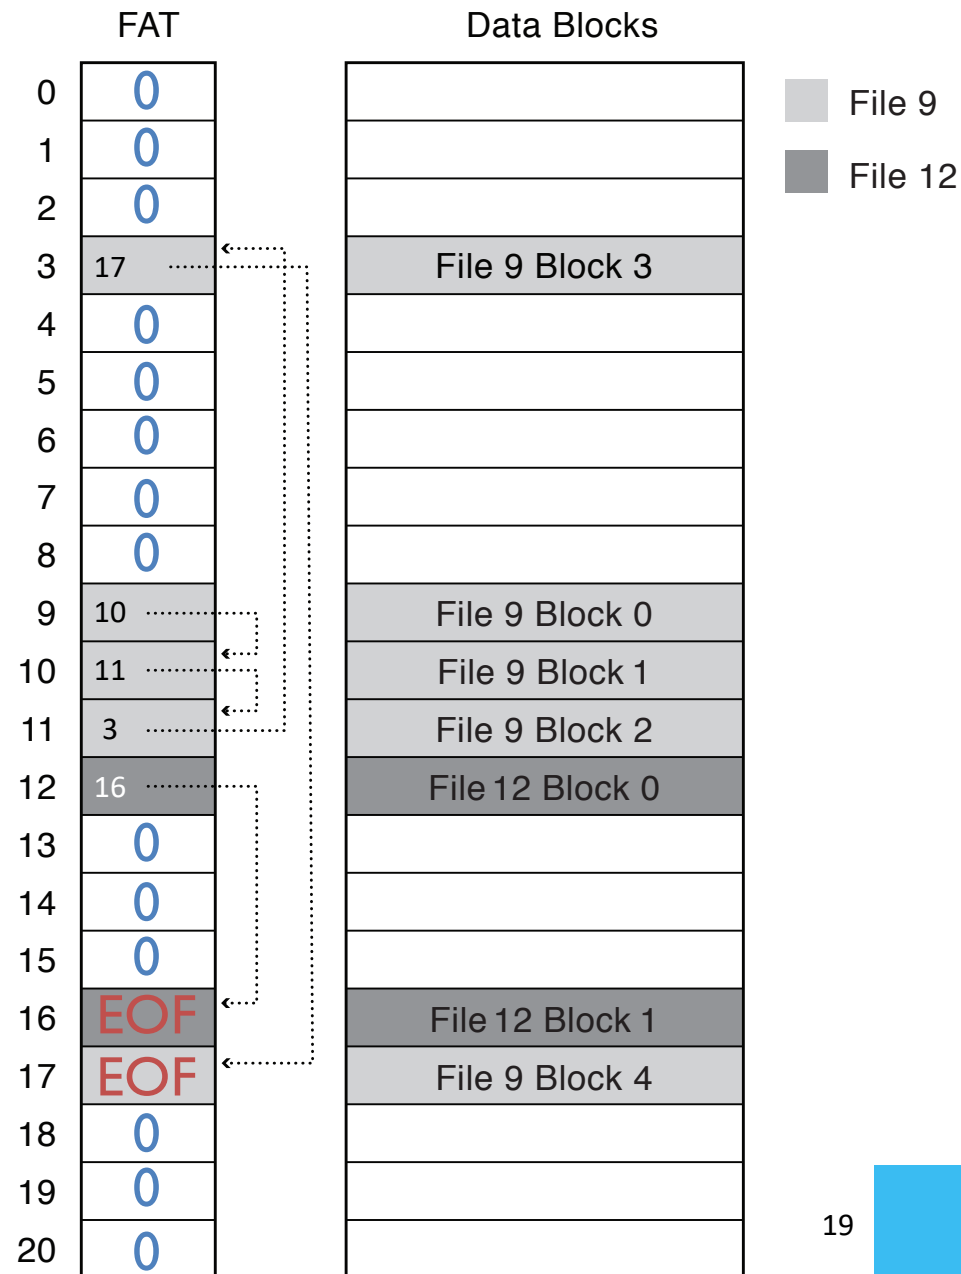 FAT Data Blocks
0 0
File 9
1 0
File 12
2 0
3 17 File 9 Block 3
4 0
5 0
6 0
7 0
8 0
9 10 File 9 Block 0
10 11 File 9 Block 1
11 3 File 9 Block 2
12 16 File 12 Block 0
13 0
14 0
15 0
16 EOF File 12 Block 1
17 EOF File 9 Block 4
18 0
19 0
19
20 0